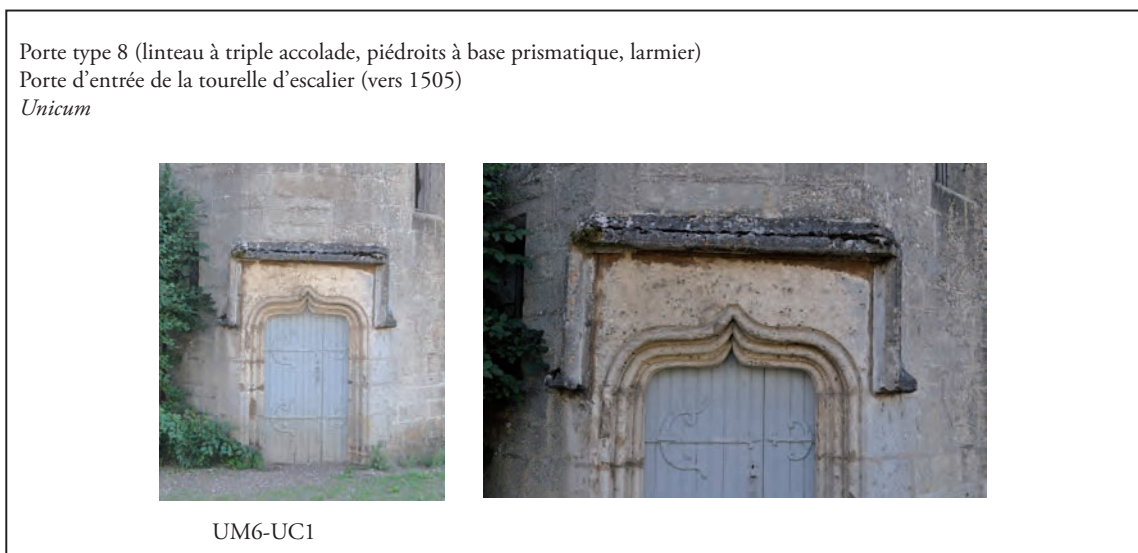 Porte type 8 (linteau à triple accolade, piédroits à base prismatique, larmier)
Porte d'entrée de la tourelle d'escalier (vers 1505)
Unicum
UM6-UC1